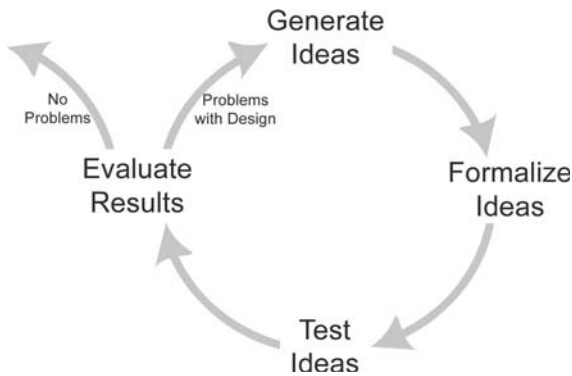 Generate
Ideas
No
Problems
Problems
with Design
Evaluate
Results
Formalize
Ideas
Test
Ideas